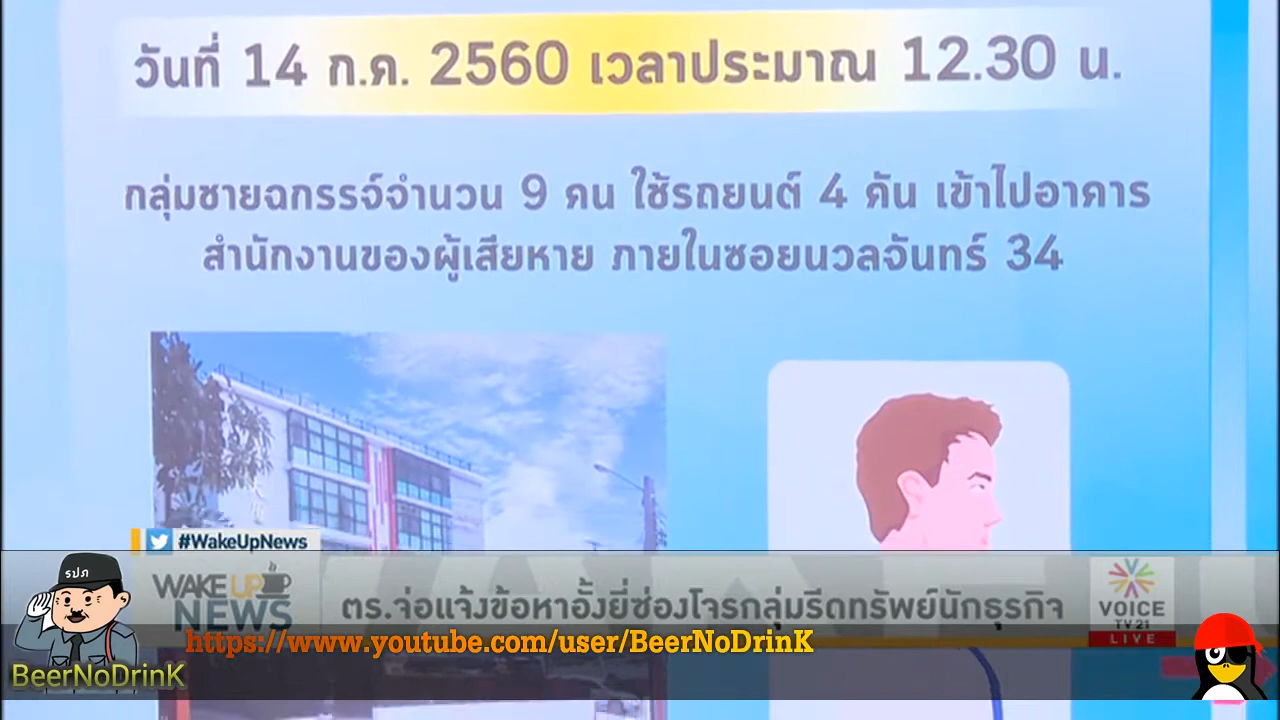 วันที่ 14 ก.ค. 2560 เวลาประมาณ 12.30 น.
กลุ่มชายฉกรรจ์จำนวน 9 คน ใช้รถยนต์ 4 คัน เข้าไปอาคาร
สำนักงานของผู้เสียหาย ภายในซอยนวลจันทร์ 34
#WakeUpNews
รปภ
WAKE UP
NEWS
ตร.จ่อแจ้งข้อหาอั้งยี่ซ่องโจรกลุ่มรีดทรัพย์นักธุรกิจ
VOICE
TV 21
LIVE
https://www.youtube.com/user/BeerNoDrinK
BeerNoDrinK